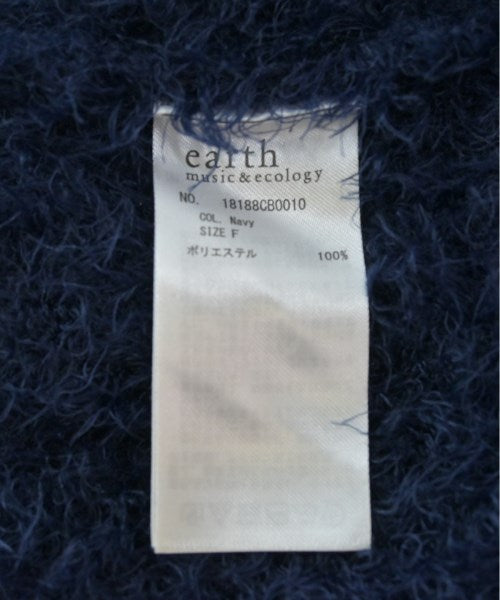 earth
music & ecology
NO. 18188CB0010
COL. Navy
SIZE F
ポリエステル 100%